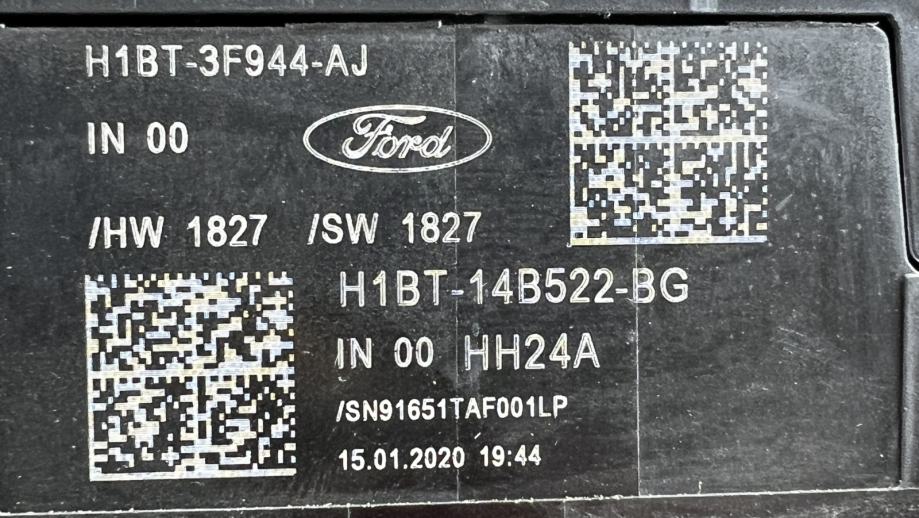 H1BT-3F944-AJ
IN 00
Ford
/HW 1827 /SW 1827
H1BT-14B522-BG
IN 00 HH24A
/SN91651TAF001LP
15.01.2020 19:44